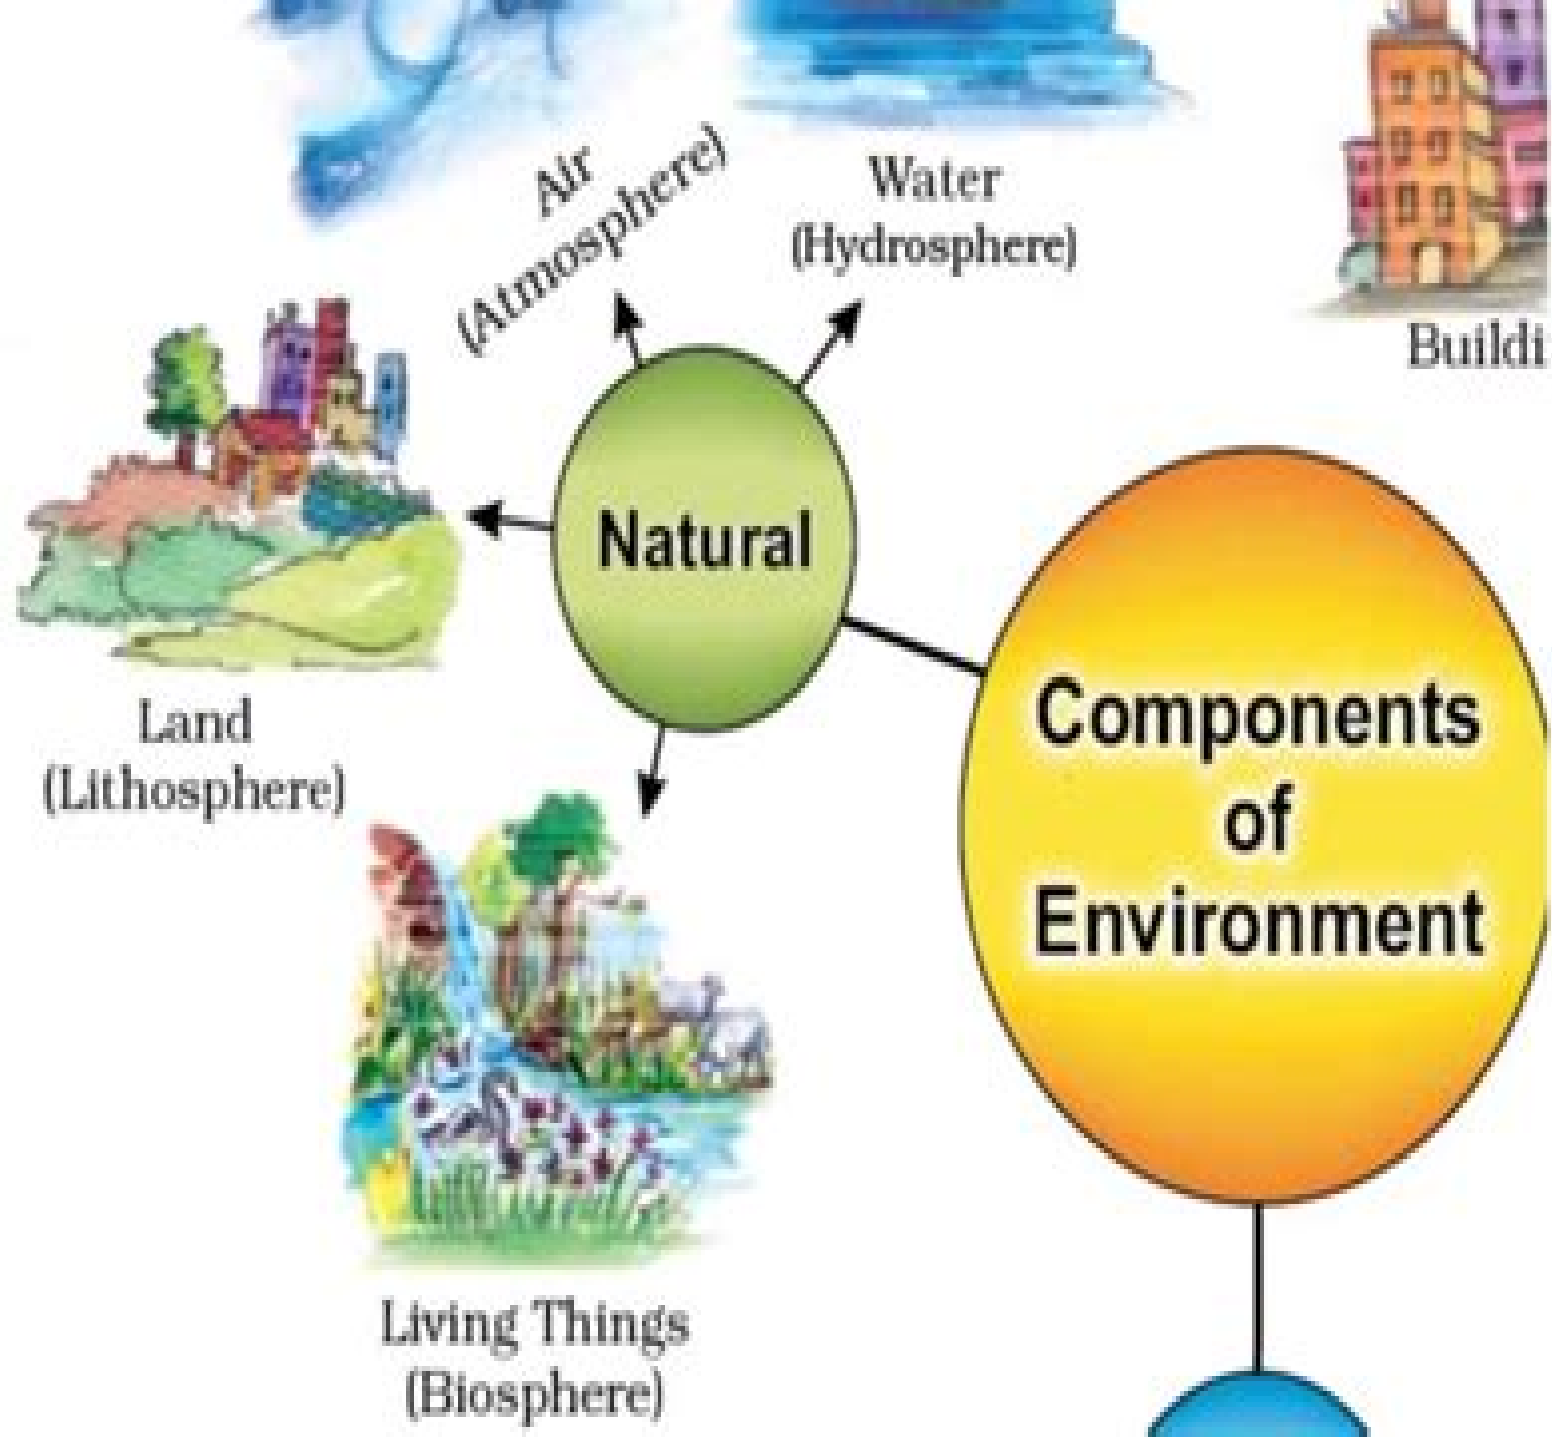 Air
(Atmosphere)
Water
(Hydrosphere)
Buildi
Natural
Land
(Lithosphere)
Components
of
Environment
Living Things
(Biosphere)